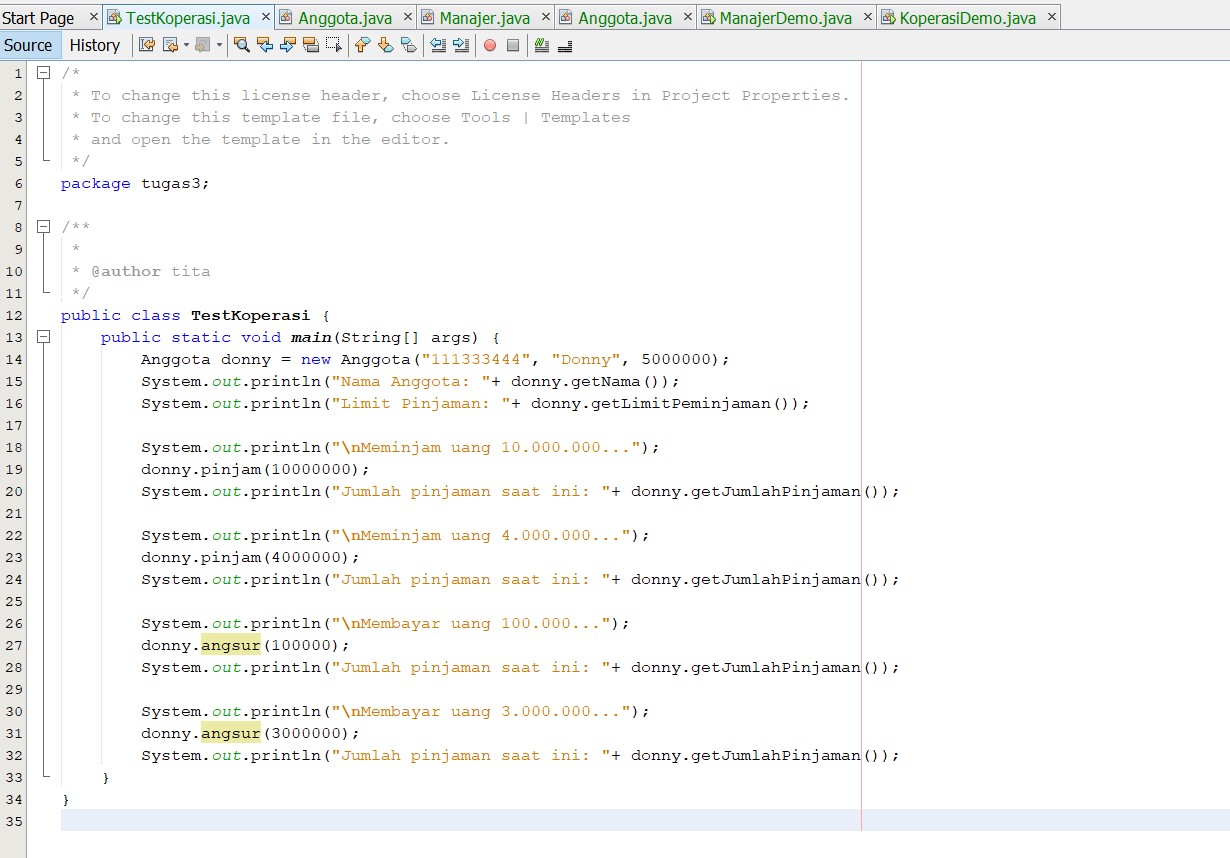 Start Page TestKoperasi.java Anggota.java Manajer.java Anggota.java ManajerDemo.java KoperasiDemo.java
Source History
1 /*
2 * To change this license header, choose License Headers in Project Properties.
3 * To change this template file, choose Tools | Templates
4 * and open the template in the editor.
5 */
6 package tugas3;
7
8 /**
9 *
10 * @author tita
11 */
12 public class TestKoperasi {
13 public static void main(String[] args) {
14 Anggota donny = new Anggota("111333444", "Donny", 5000000);
15 System.out.println("Nama Anggota: "+ donny.getNama());
16 System.out.println("Limit Pinjaman: "+ donny.getLimitPeminjaman());
17
18 System.out.println("\nMeminjam uang 10.000.000...");
19 donny.pinjam(10000000);
20 System.out.println("Jumlah pinjaman saat ini: "+ donny.getJumlahPinjaman());
21
22 System.out.println("\nMeminjam uang 4.000.000...");
23 donny.pinjam(4000000);
24 System.out.println("Jumlah pinjaman saat ini: "+ donny.getJumlahPinjaman());
25
26 System.out.println("\nMembayar uang 100.000...");
27 donny.angsur(100000);
28 System.out.println("Jumlah pinjaman saat ini: "+ donny.getJumlahPinjaman());
29
30 System.out.println("\nMembayar uang 3.000.000...");
31 donny.angsur(3000000);
32 System.out.println("Jumlah pinjaman saat ini: "+ donny.getJumlahPinjaman());
33 }
34 }
35